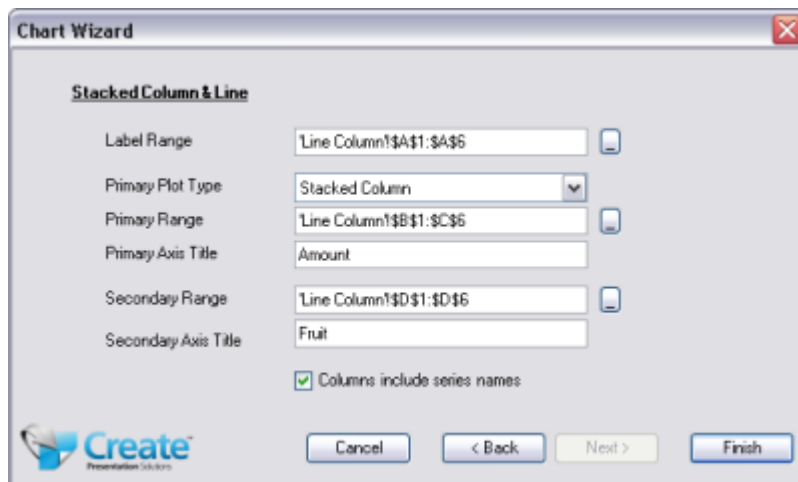 Chart Wizard
Stacked Column & Line
Label Range 'Line Column'!$A$1:$A$6
Primary Plot Type Stacked Column
Primary Range 'Line Column'!$B$1:$C$6
Primary Axis Title Amount
Secondary Range 'Line Column'!$D$1:$D$6
Secondary Axis Title Fruit
Columns include series names
Create™
Presentation Solutions
Cancel < Back Next > Finish